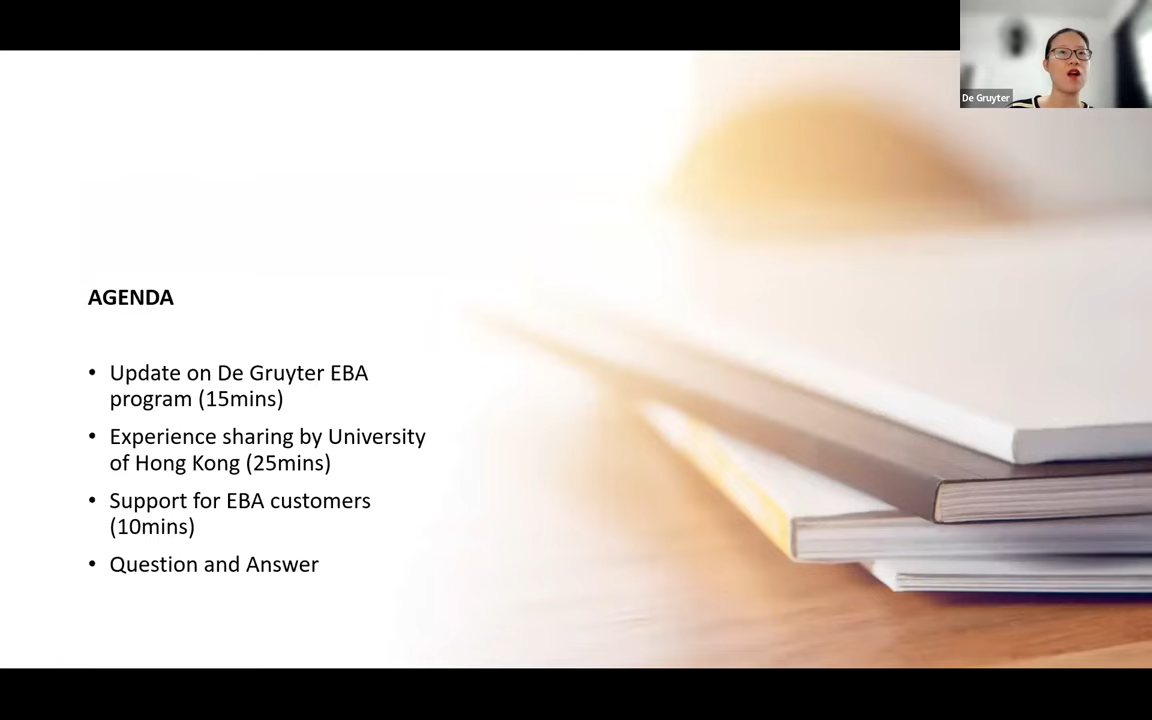 De Gruyter
AGENDA
• Update on De Gruyter EBA
program (15mins)
• Experience sharing by University
of Hong Kong (25mins)
• Support for EBA customers
(10mins)
• Question and Answer